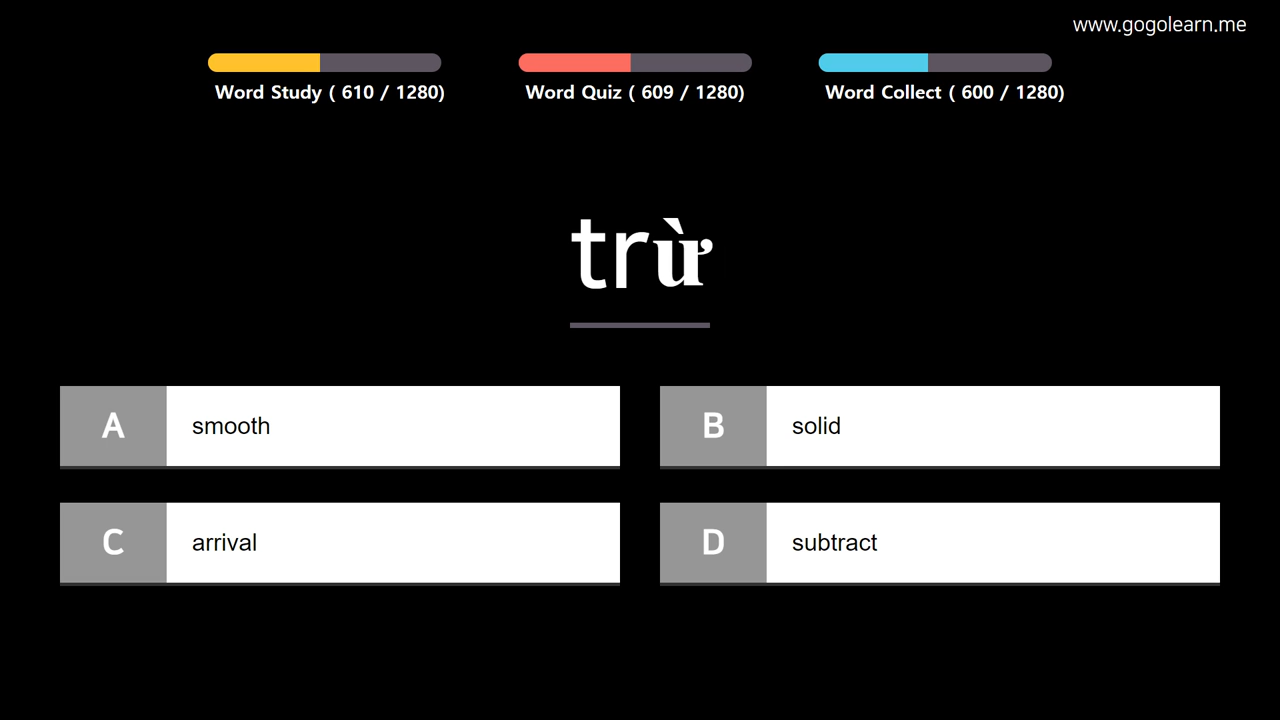 www.gogolearn.me
Word Study ( 610 / 1280)
Word Quiz ( 609 / 1280)
Word Collect ( 600 / 1280)
trừ
A smooth
B solid
C arrival
D subtract